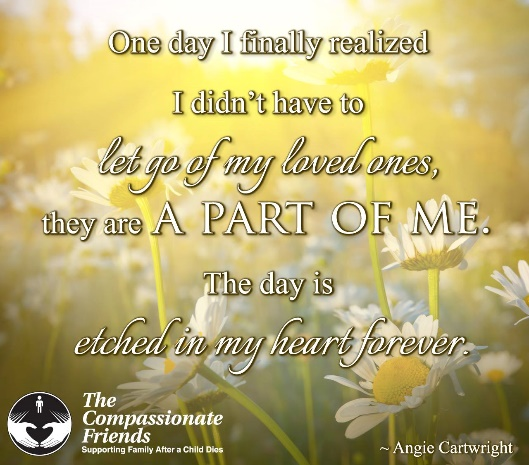 One day I finally realized
I didn't have to
let go of my loved ones,
they are A PART OF ME.
The day is
etched in my heart forever.
The
Compassionate
Friends
Supporting Family After a Child Dies
~ Angie Cartwright